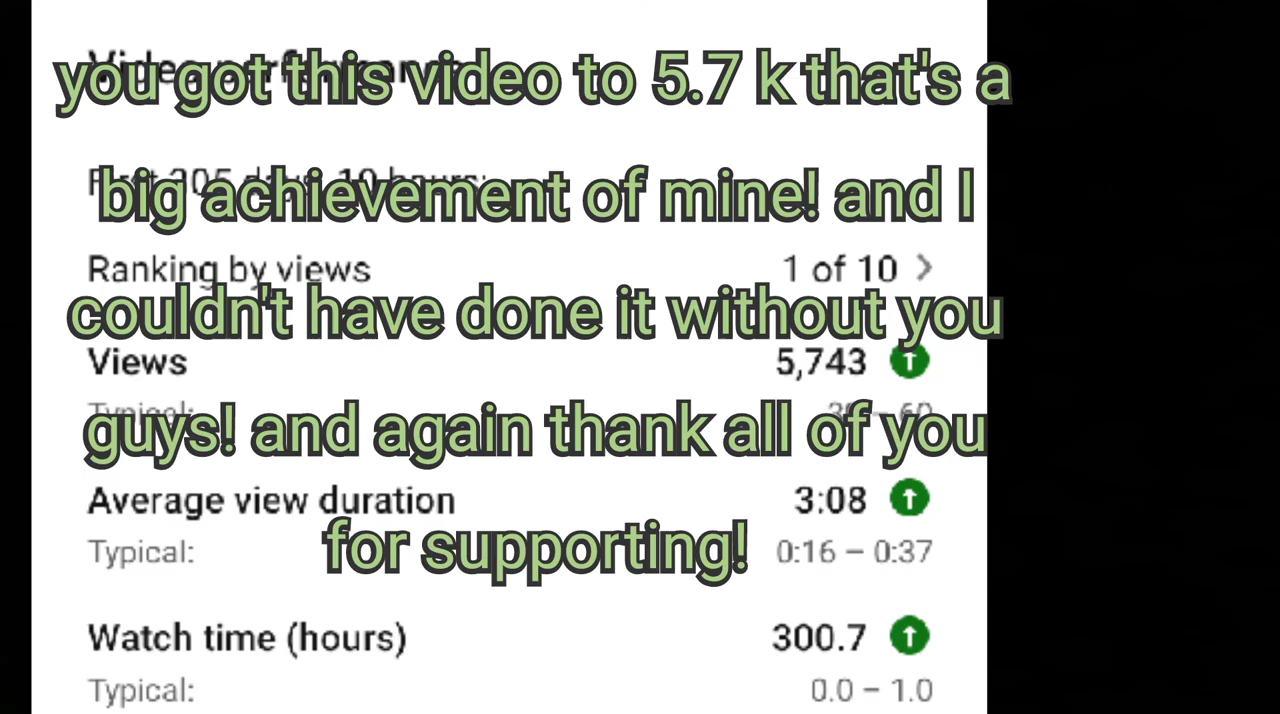 you got this video to 5.7 k that's a
big achievement of mine! and I
Ranking by views 1 of 10
couldn't have done it without you
Views 5,743
guys! and again thank all of you
Typical:
Average view duration 3:08
for supporting!
Typical: 0:16 – 0:37
Watch time (hours) 300.7
Typical: 0.0 – 1.0